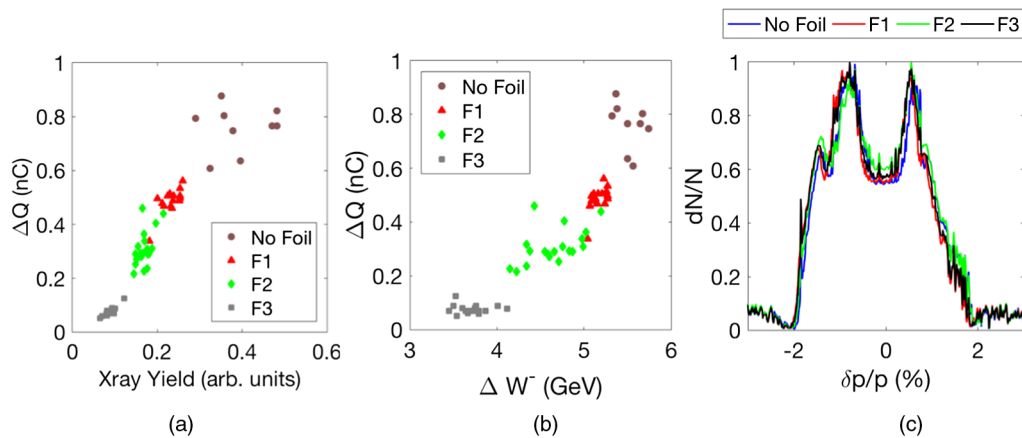 No Foil F1 F2 F3
1
0.8
0.6
0.4
0.2
0
ΔQ (nC)
No Foil
F1
F2
F3
0 0.2 0.4 0.6
Xray Yield (arb. units)
(a)
1
0.8
0.6
0.4
0.2
0
ΔQ (nC)
No Foil
F1
F2
F3
3 4 5 6
Δ W⁻ (GeV)
(b)
1
0.8
0.6
0.4
0.2
0
dN/N
-2 0 2
δp/p (%)
(c)